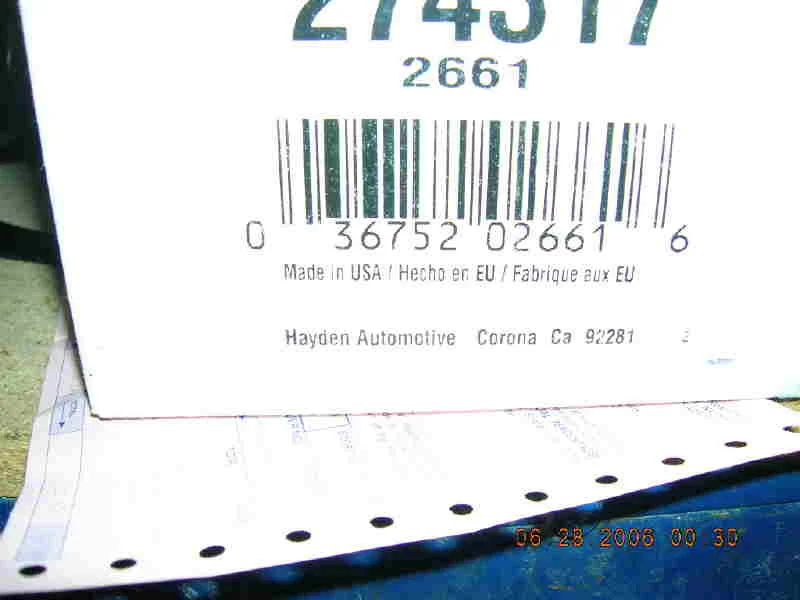 274517
2661
0 36752 02661 6
Made in USA / Hecho en EU / Fabrique aux EU
Hayden Automotive Corona Ca 92281
06 28 2006 00:30